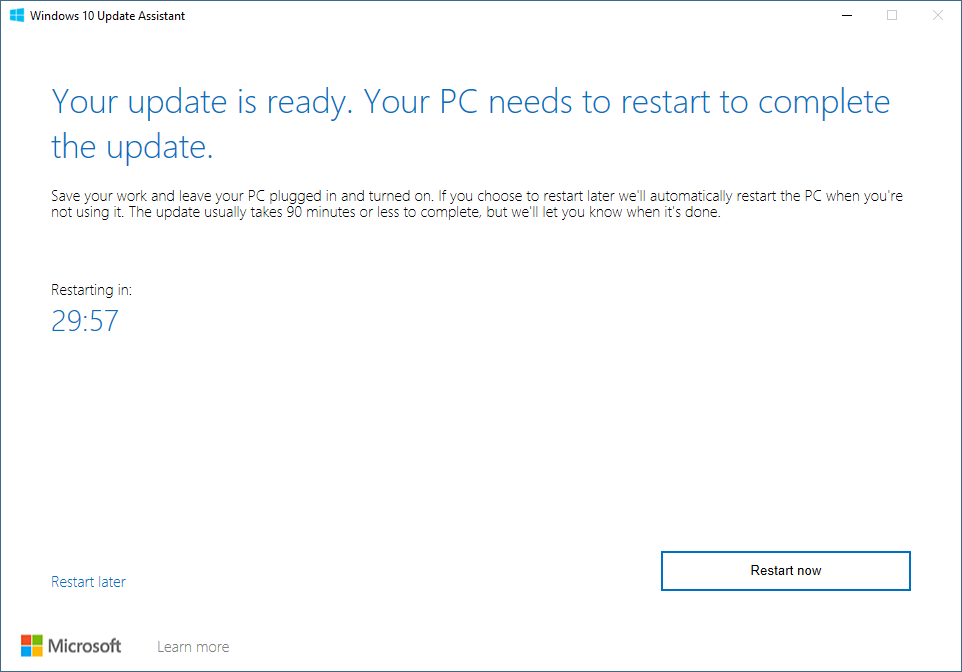 Windows 10 Update Assistant
Your update is ready. Your PC needs to restart to complete
the update.
Save your work and leave your PC plugged in and turned on. If you choose to restart later we'll automatically restart the PC when you're
not using it. The update usually takes 90 minutes or less to complete, but we'll let you know when it's done.
Restarting in:
29:57
Restart later
Restart now
Microsoft
Learn more